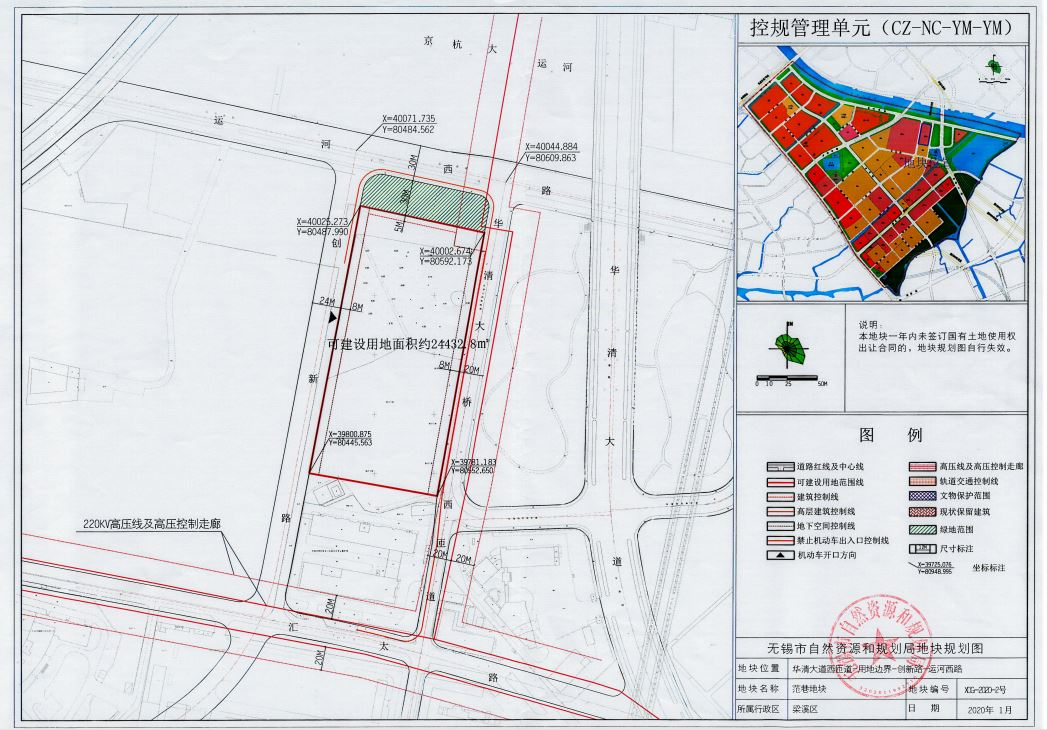 控规管理单元（CZ-NC-YM-YM）
京 杭 大 运 河
运 河 西 路
X=40071.735
Y=80484.562
X=40044.884
Y=80609.863
30M
30M
5M
X=40025.273
Y=80487.990
X=40002.674
Y=80592.173
创 新 路
华 清 大 桥 西 匝 道
华 清 大 道
24M
8M
可建设用地面积约24432.8㎡
8M
20M
X=39800.875
Y=80445.563
X=39781.183
Y=80552.650
220KV高压线及高压控制走廊
20M
20M
20M
20M
汇 太 路
说明：
本地块一年内未签订国有土地使用权
出让合同的，地块规划图自行失效。
0 10 25 50M
图 例
道路红线及中心线
可建设用地范围线
建筑控制线
高层建筑控制线
地下空间控制线
禁止机动车出入口控制线
机动车开口方向
高压线及高压控制走廊
轨道交通控制线
文物保护范围
现状保留建筑
绿地范围
尺寸标注
X=39725.076
Y=80948.995
坐标标注
无锡市自然资源和规划局地块规划图
地块位置 华清大道西匝道-用地边界-创新路-运河西路
地块名称 范巷地块 地块编号 XDG-2020-2号
所属行政区 梁溪区 日 期 2020年 1月